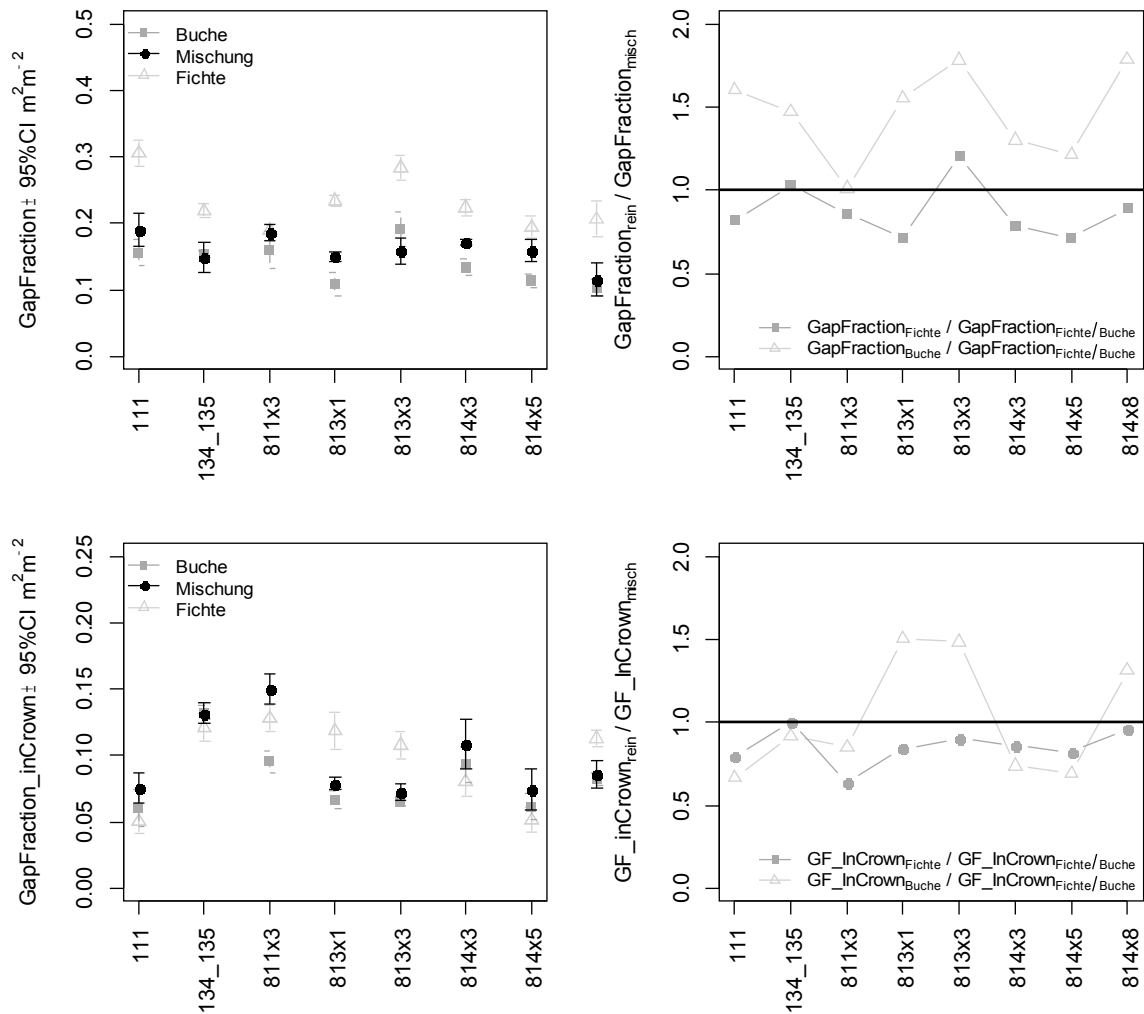 GapFraction± 95%CI m²m⁻²
0.5
0.4
0.3
0.2
0.1
0.0
Buche
Mischung
Fichte
111
134_135
811x3
813x1
813x3
814x3
814x5
GapFraction_rein / GapFraction_misch
2.0
1.5
1.0
0.5
0.0
GapFraction_Fichte / GapFraction_Fichte/Buche
GapFraction_Buche / GapFraction_Fichte/Buche
111
134_135
811x3
813x1
813x3
814x3
814x5
814x8
GapFraction_inCrown± 95%CI m²m⁻²
0.25
0.20
0.15
0.10
0.05
0.00
Buche
Mischung
Fichte
111
134_135
811x3
813x1
813x3
814x3
814x5
GF_inCrown_rein / GF_InCrown_misch
2.0
1.5
1.0
0.5
0.0
GF_InCrown_Fichte / GF_InCrown_Fichte/Buche
GF_InCrown_Buche / GF_InCrown_Fichte/Buche
111
134_135
811x3
813x1
813x3
814x3
814x5
814x8